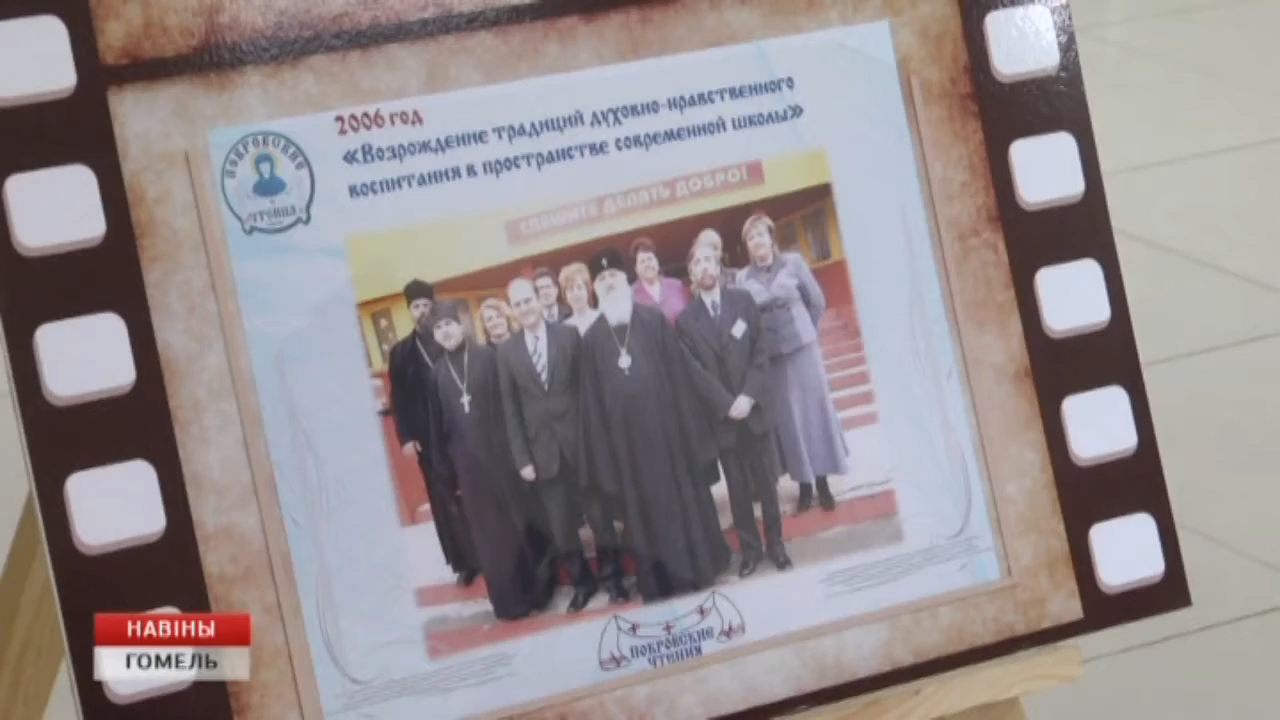 2006 год
«Возрождение традиций духовно-нравственного
воспитания в пространстве современной школы»
ПОКРОВСКИЕ
ЧТЕНИЯ
СПЕШИТЕ ДЕЛАТЬ ДОБРО!
ПОКРОВСКИЕ
ЧТЕНИЯ
НАВІНЫ
ГОМЕЛЬ